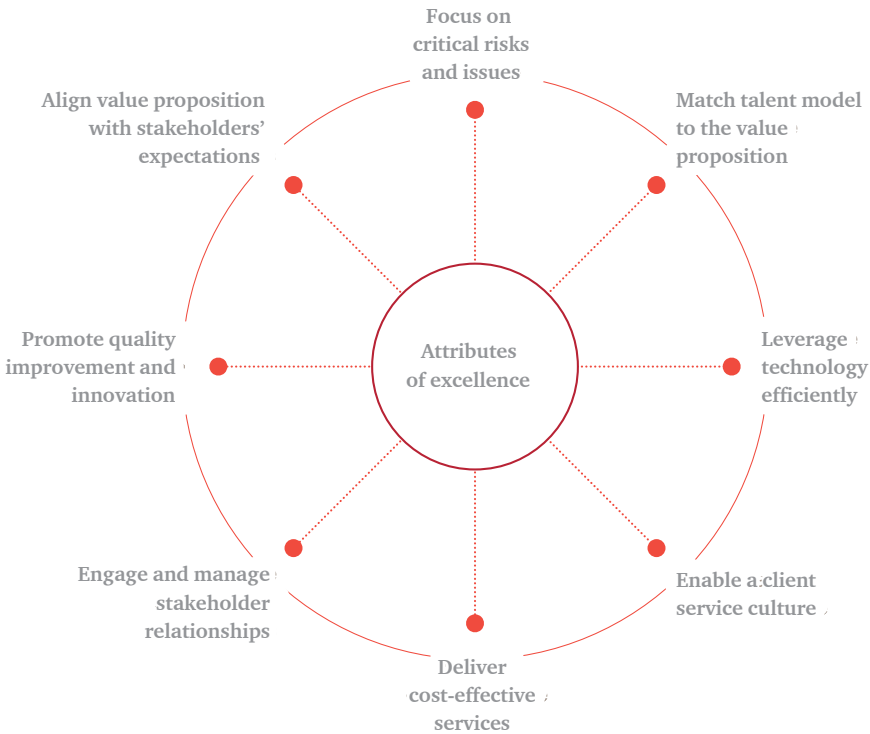 Focus on
critical risks
and issues
Match talent model
to the value
proposition
Leverage
technology
efficiently
Enable a client
service culture
Deliver
cost-effective
services
Engage and manage
stakeholder
relationships
Promote quality
improvement and
innovation
Align value proposition
with stakeholders’
expectations
Attributes
of excellence